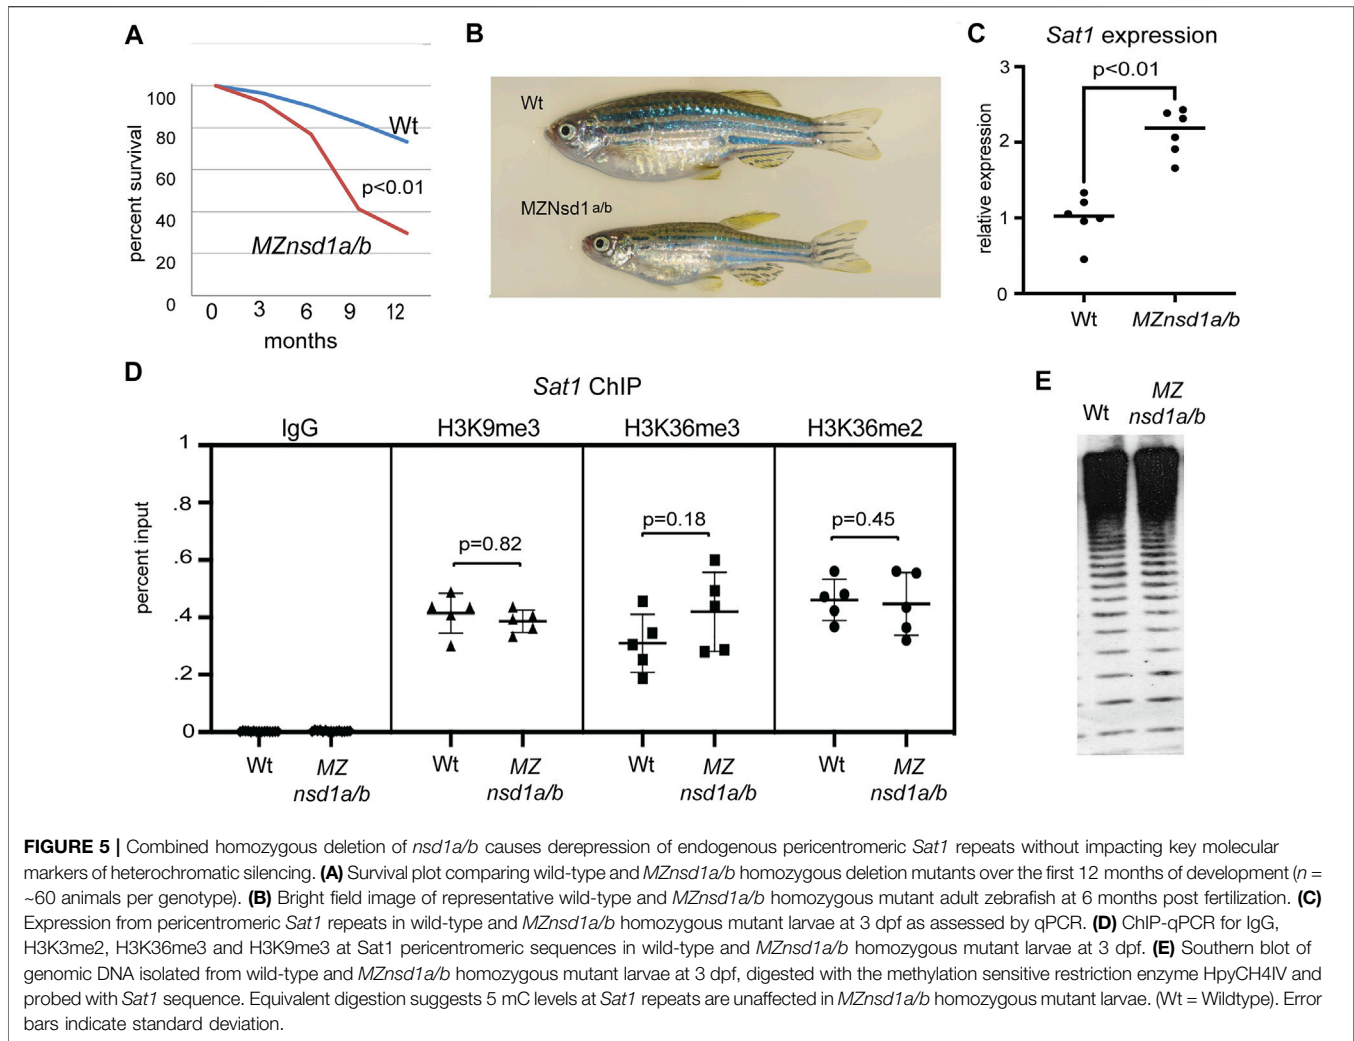 A
100
80
60
40
20
0
percent survival
Wt
p<0.01
MZnsd1a/b
0 3 6 9 12
months
B
Wt
MZNsd1a/b
C
Sat1 expression
p<0.01
3
2
1
0
relative expression
Wt MZnsd1a/b
D
Sat1 ChIP
IgG H3K9me3 H3K36me3 H3K36me2
1
.8
.6
.4
.2
0
percent input
p=0.82
p=0.18
p=0.45
Wt MZ Wt MZ Wt MZ Wt MZ
nsd1a/b nsd1a/b nsd1a/b nsd1a/b
E
Wt MZ
nsd1a/b
FIGURE 5 | Combined homozygous deletion of nsd1a/b causes derepression of endogenous pericentromeric Sat1 repeats without impacting key molecular
markers of heterochromatic silencing. (A) Survival plot comparing wild-type and MZnsd1a/b homozygous deletion mutants over the first 12 months of development (n =
~60 animals per genotype). (B) Bright field image of representative wild-type and MZnsd1a/b homozygous mutant adult zebrafish at 6 months post fertilization. (C)
Expression from pericentromeric Sat1 repeats in wild-type and MZnsd1a/b homozygous mutant larvae at 3 dpf as assessed by qPCR. (D) ChIP-qPCR for IgG,
H3K3me2, H3K36me3 and H3K9me3 at Sat1 pericentromeric sequences in wild-type and MZnsd1a/b homozygous mutant larvae at 3 dpf. (E) Southern blot of
genomic DNA isolated from wild-type and MZnsd1a/b homozygous mutant larvae at 3 dpf, digested with the methylation sensitive restriction enzyme HpyCH4IV and
probed with Sat1 sequence. Equivalent digestion suggests 5 mC levels at Sat1 repeats are unaffected in MZnsd1a/b homozygous mutant larvae. (Wt = Wildtype). Error
bars indicate standard deviation.